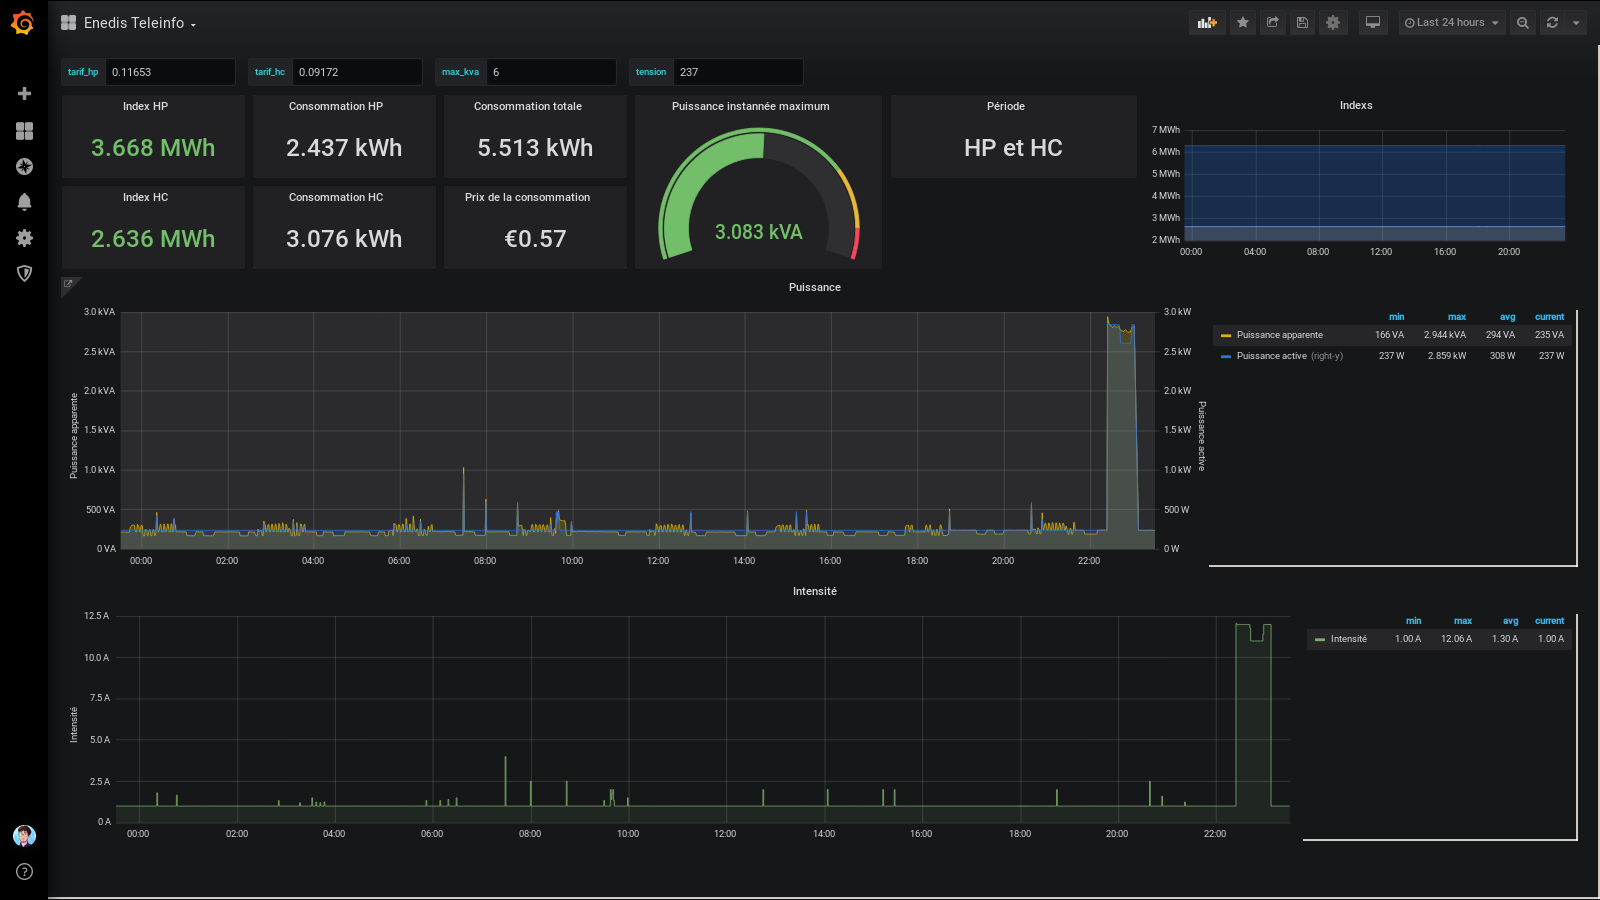 Enedis Teleinfo
Last 24 hours
tarif_hp 0.11653
tarif_hc 0.09172
max_kva 6
tension 237
Index HP
3.668 MWh
Consommation HP
2.437 kWh
Consommation totale
5.513 kWh
Puissance instannée maximum
3.083 kVA
Période
HP et HC
Indexs
7 MWh
6 MWh
5 MWh
4 MWh
3 MWh
2 MWh
00:00 04:00 08:00 12:00 16:00 20:00
Index HC
2.636 MWh
Consommation HC
3.076 kWh
Prix de la consommation
€0.57
Puissance
Puissance apparente
3.0 kVA
2.5 kVA
2.0 kVA
1.5 kVA
1.0 kVA
500 VA
0 VA
3.0 kW
2.5 kW
2.0 kW
1.5 kW
1.0 kW
500 W
0 W
Puissance active
00:00 02:00 04:00 06:00 08:00 10:00 12:00 14:00 16:00 18:00 20:00 22:00
min max avg current
Puissance apparente 166 VA 2.944 kVA 294 VA 235 VA
Puissance active (right-y) 237 W 2.859 kW 308 W 237 W
Intensité
Intensité
12.5 A
10.0 A
7.5 A
5.0 A
2.5 A
0 A
00:00 02:00 04:00 06:00 08:00 10:00 12:00 14:00 16:00 18:00 20:00 22:00
min max avg current
Intensité 1.00 A 12.06 A 1.30 A 1.00 A